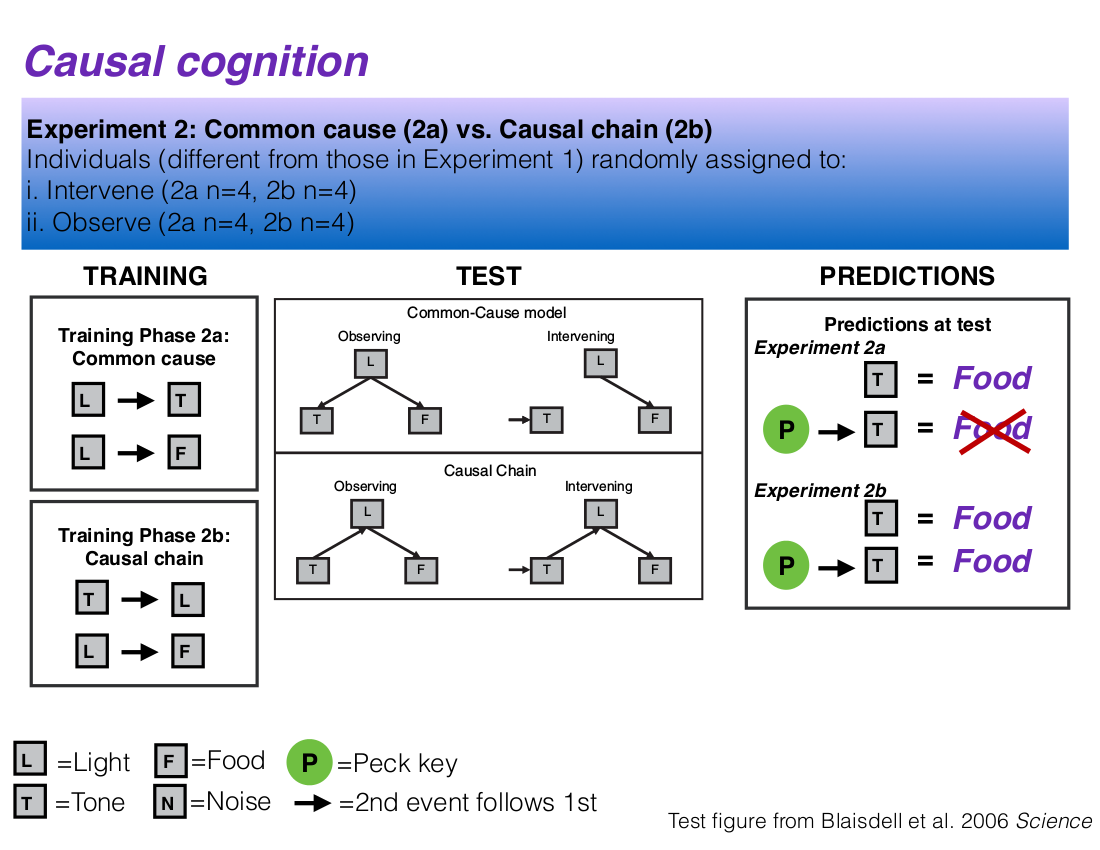 Causal cognition
Experiment 2: Common cause (2a) vs. Causal chain (2b)
Individuals (different from those in Experiment 1) randomly assigned to:
i. Intervene (2a n=4, 2b n=4)
ii. Observe (2a n=4, 2b n=4)
TRAINING
Training Phase 2a:
Common cause
L T
L F
Training Phase 2b:
Causal chain
T L
L F
TEST
Common-Cause model
Observing Intervening
L L
T F T F
Causal Chain
Observing Intervening
L L
T F T F
PREDICTIONS
Predictions at test
Experiment 2a
T = Food
P T = Food
Experiment 2b
T = Food
P T = Food
L =Light F =Food P =Peck key
T =Tone N =Noise =2nd event follows 1st
Test figure from Blaisdell et al. 2006 Science